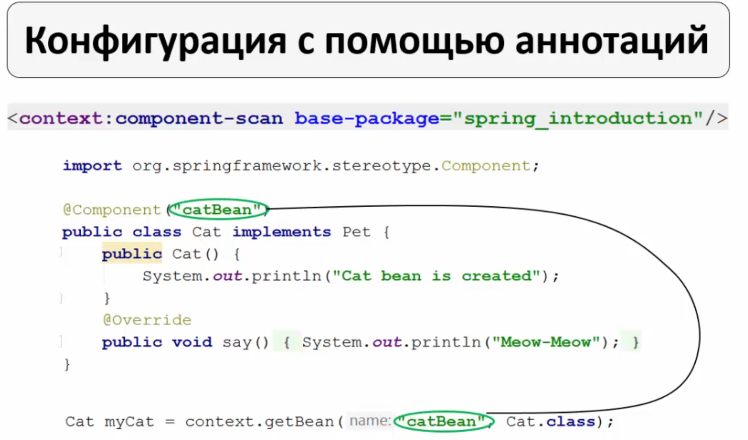 Конфигурация с помощью аннотаций
<context:component-scan base-package="spring_introduction"/>
import org.springframework.stereotype.Component;
@Component("catBean")
public class Cat implements Pet {
public Cat() {
System.out.println("Cat bean is created");
}
@Override
public void say() { System.out.println("Meow-Meow"); }
}
Cat myCat = context.getBean( name: "catBean", Cat.class);